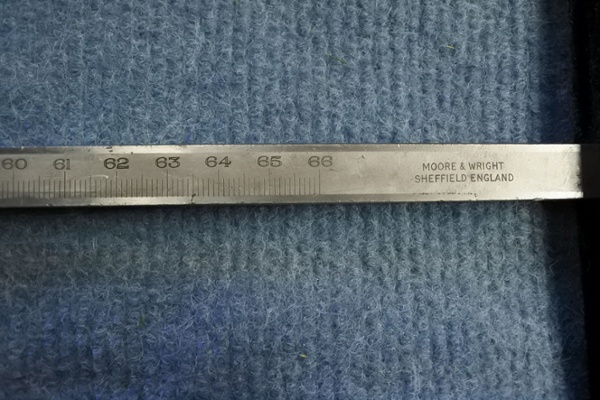 60 61 62 63 64 65 66
MOORE & WRIGHT
SHEFFIELD ENGLAND